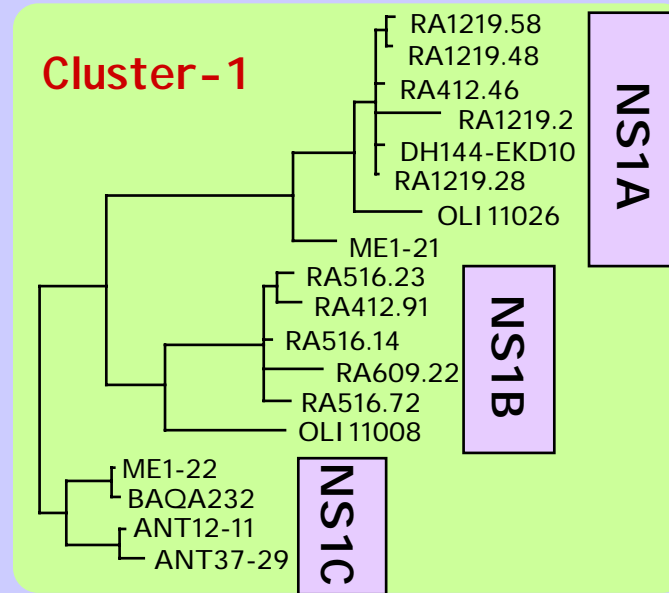 Cluster-1
RA1219.58
RA1219.48
RA412.46
RA1219.2
DH144-EKD10
RA1219.28
OLI11026
ME1-21
NS1A
RA516.23
RA412.91
RA516.14
RA609.22
RA516.72
OLI11008
NS1B
ME1-22
BAQA232
ANT12-11
ANT37-29
NS1C